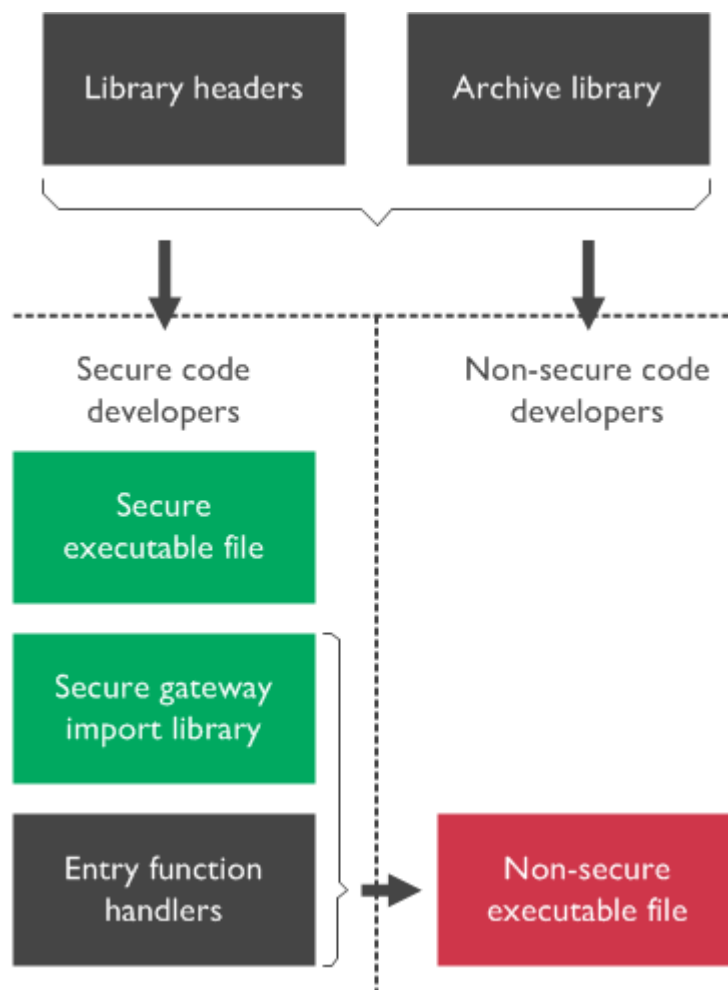 Library headers
Archive library
Secure code
developers
Non-secure code
developers
Secure
executable file
Secure gateway
import library
Entry function
handlers
Non-secure
executable file